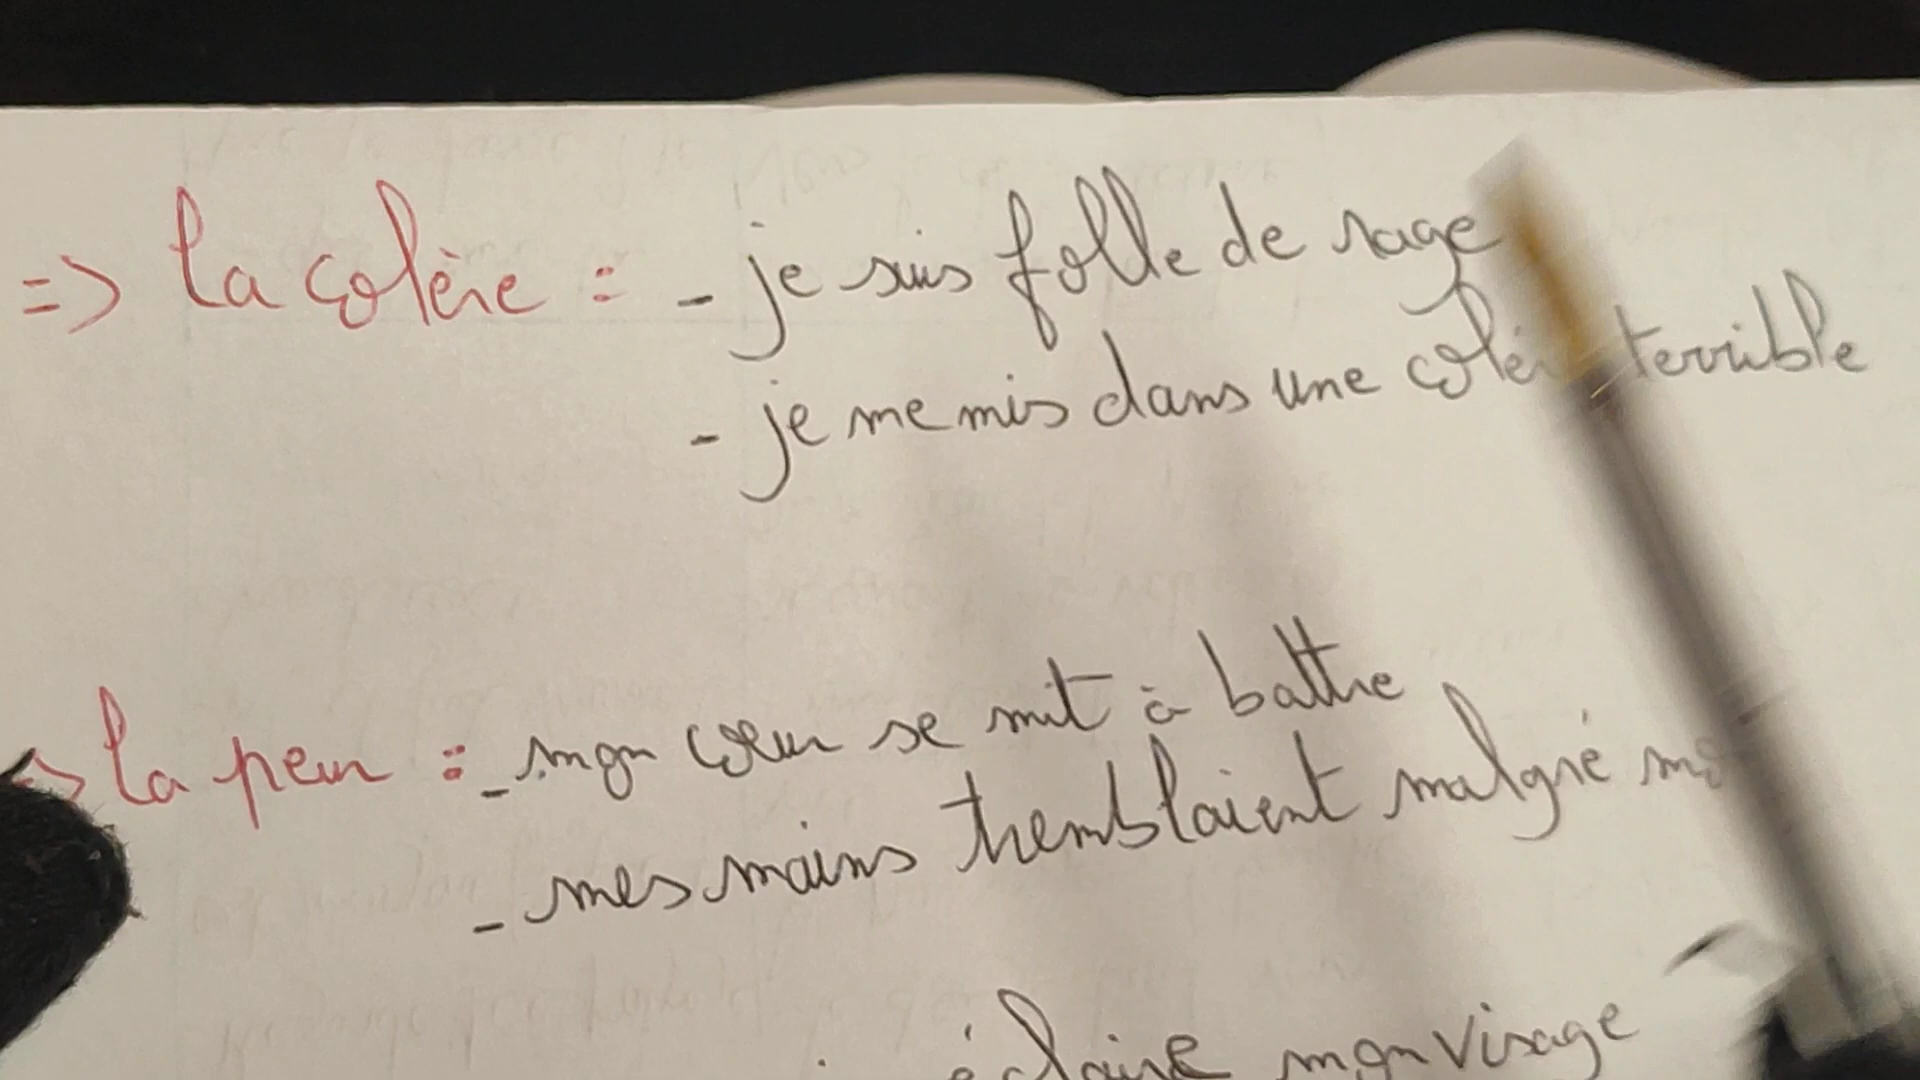 => la colère = - je suis folle de rage
- je me mis dans une terrible
=> la peur = - mon cœur se mit à battre
- mes mains tremblaient malgré
éclaire mon visage